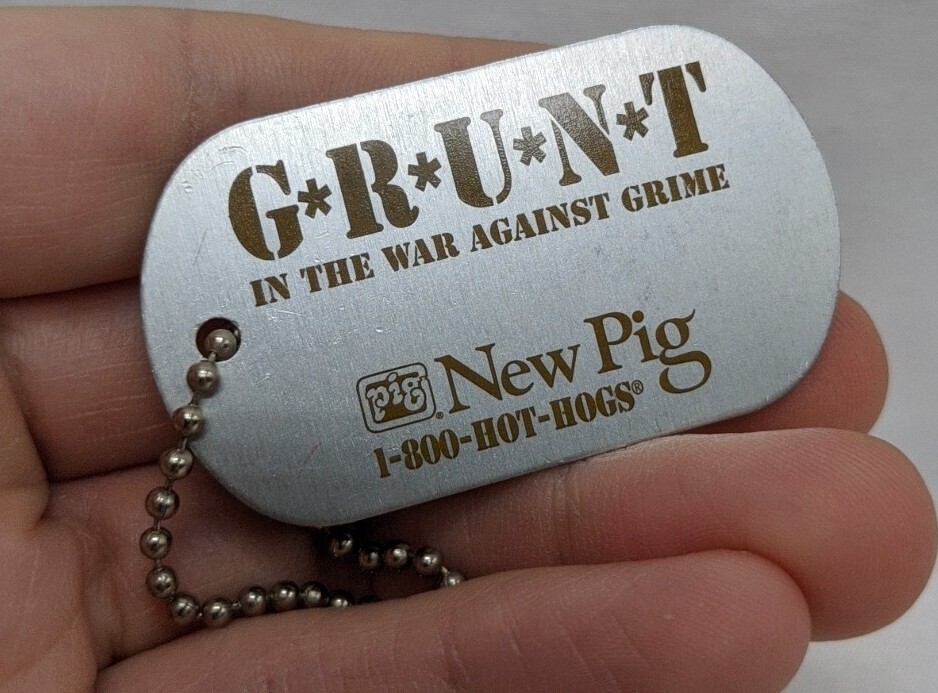 G*R*U*N*T
IN THE WAR AGAINST GRIME
pig® New Pig
1-800-HOT-HOGS®